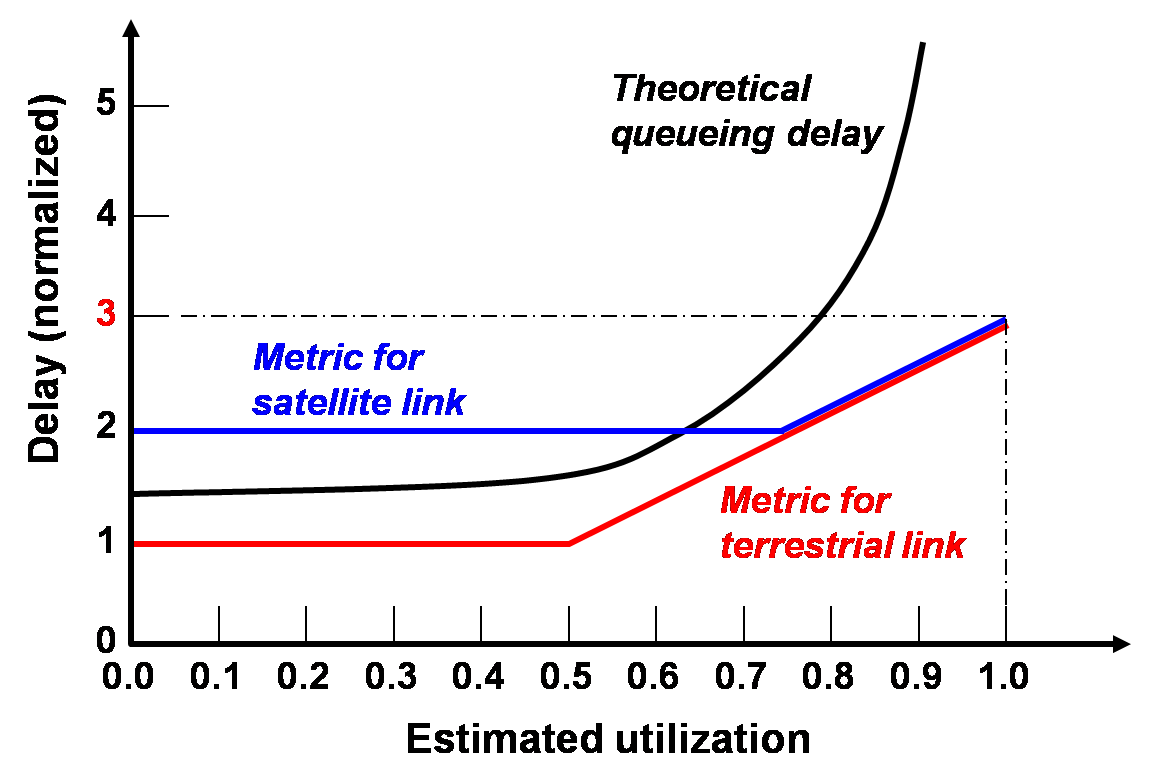 Theoretical
queueing delay
Delay (normalized)
5
4
3
2
1
0
Metric for
satellite link
Metric for
terrestrial link
0.0 0.1 0.2 0.3 0.4 0.5 0.6 0.7 0.8 0.9 1.0
Estimated utilization